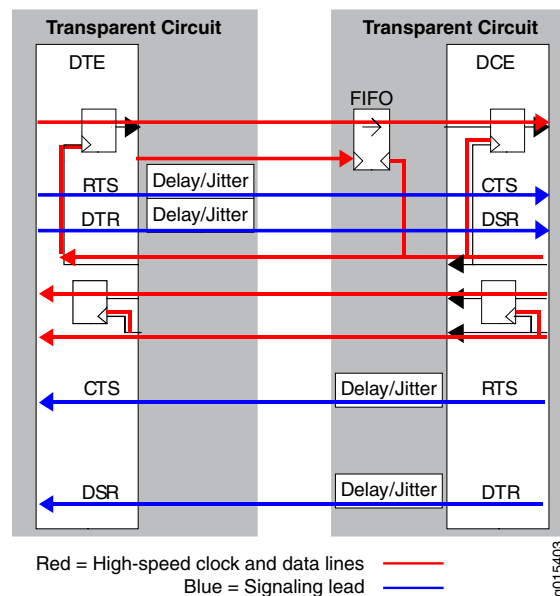 Transparent Circuit
Transparent Circuit
DTE
DCE
FIFO
RTS
Delay/Jitter
CTS
DTR
Delay/Jitter
DSR
CTS
Delay/Jitter
RTS
DSR
Delay/Jitter
DTR
Red = High-speed clock and data lines
Blue = Signaling lead
g015403